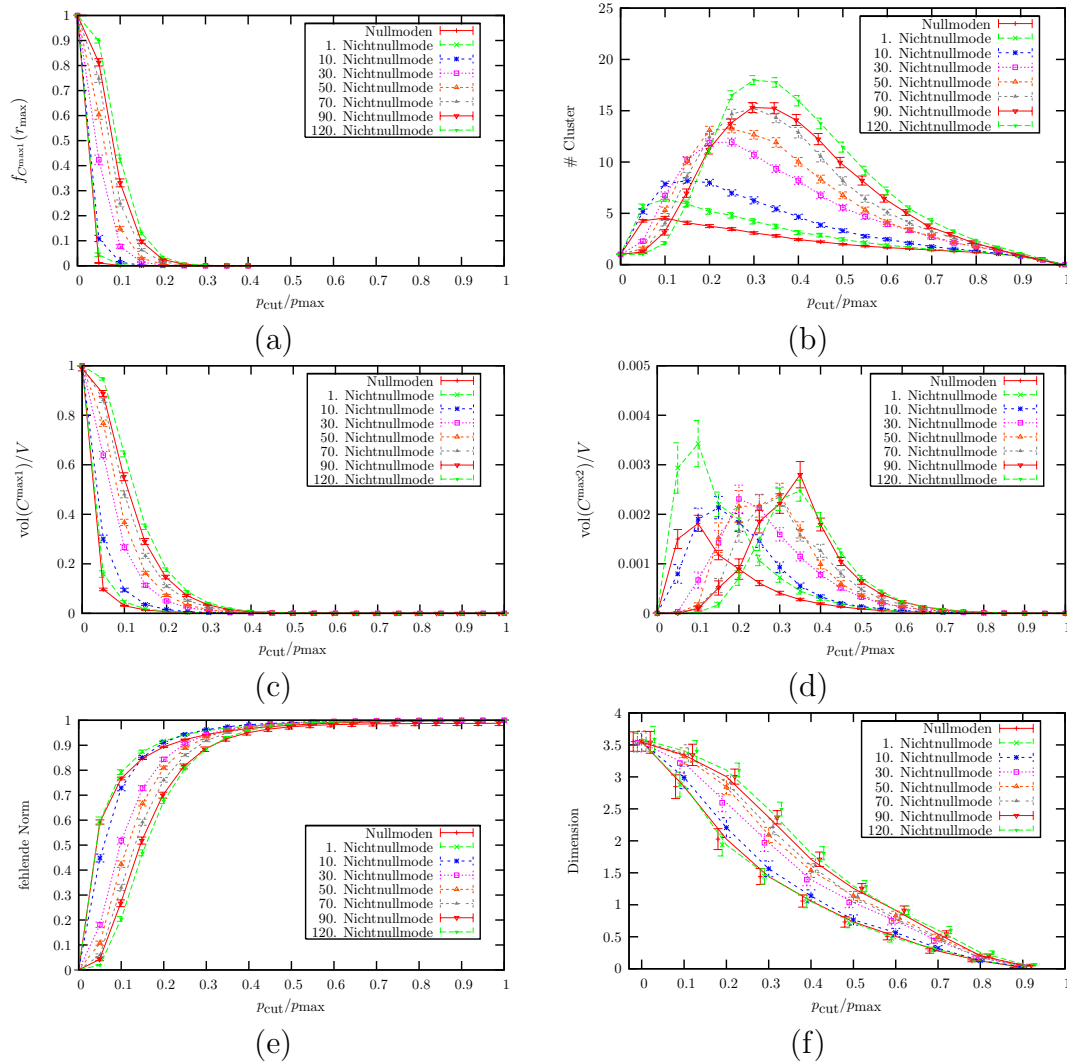 1
0.9
0.8
0.7
0.6
0.5
0.4
0.3
0.2
0.1
0
0 0.1 0.2 0.3 0.4 0.5 0.6 0.7 0.8 0.9 1
f_{C^{max1}}(r_max)
p_cut/p_max
Nullmoden
1. Nichtnullmode
10. Nichtnullmode
30. Nichtnullmode
50. Nichtnullmode
70. Nichtnullmode
90. Nichtnullmode
120. Nichtnullmode
(a)
25
20
15
10
5
0
0 0.1 0.2 0.3 0.4 0.5 0.6 0.7 0.8 0.9 1
# Cluster
p_cut/p_max
Nullmoden
1. Nichtnullmode
10. Nichtnullmode
30. Nichtnullmode
50. Nichtnullmode
70. Nichtnullmode
90. Nichtnullmode
120. Nichtnullmode
(b)
1
0.8
0.6
0.4
0.2
0
0 0.1 0.2 0.3 0.4 0.5 0.6 0.7 0.8 0.9 1
vol(C^{max1})/V
p_cut/p_max
Nullmoden
1. Nichtnullmode
10. Nichtnullmode
30. Nichtnullmode
50. Nichtnullmode
70. Nichtnullmode
90. Nichtnullmode
120. Nichtnullmode
(c)
0.005
0.004
0.003
0.002
0.001
0
0 0.1 0.2 0.3 0.4 0.5 0.6 0.7 0.8 0.9 1
vol(C^{max2})/V
p_cut/p_max
Nullmoden
1. Nichtnullmode
10. Nichtnullmode
30. Nichtnullmode
50. Nichtnullmode
70. Nichtnullmode
90. Nichtnullmode
120. Nichtnullmode
(d)
1
0.9
0.8
0.7
0.6
0.5
0.4
0.3
0.2
0.1
0
0 0.1 0.2 0.3 0.4 0.5 0.6 0.7 0.8 0.9 1
fehlende Norm
p_cut/p_max
Nullmoden
1. Nichtnullmode
10. Nichtnullmode
30. Nichtnullmode
50. Nichtnullmode
70. Nichtnullmode
90. Nichtnullmode
120. Nichtnullmode
(e)
4
3.5
3
2.5
2
1.5
1
0.5
0
0 0.1 0.2 0.3 0.4 0.5 0.6 0.7 0.8 0.9 1
Dimension
p_cut/p_max
Nullmoden
1. Nichtnullmode
10. Nichtnullmode
30. Nichtnullmode
50. Nichtnullmode
70. Nichtnullmode
90. Nichtnullmode
120. Nichtnullmode
(f)